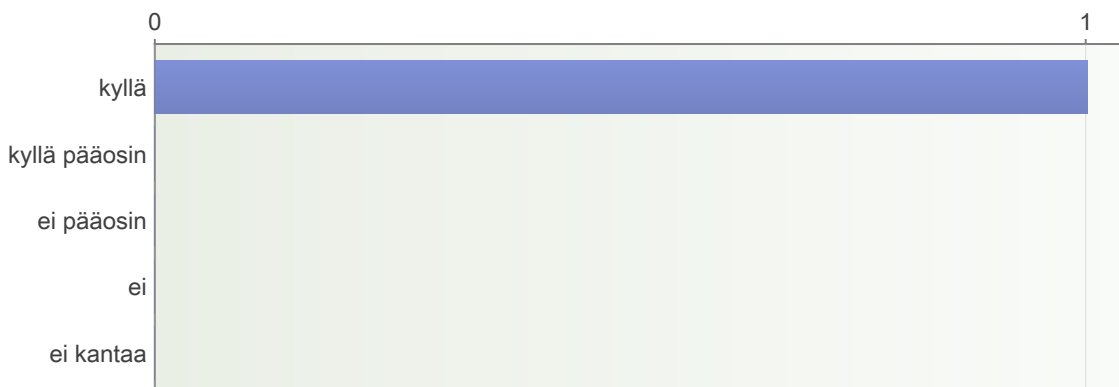 0 1
kyllä
kyllä pääosin
ei pääosin
ei
ei kantaa